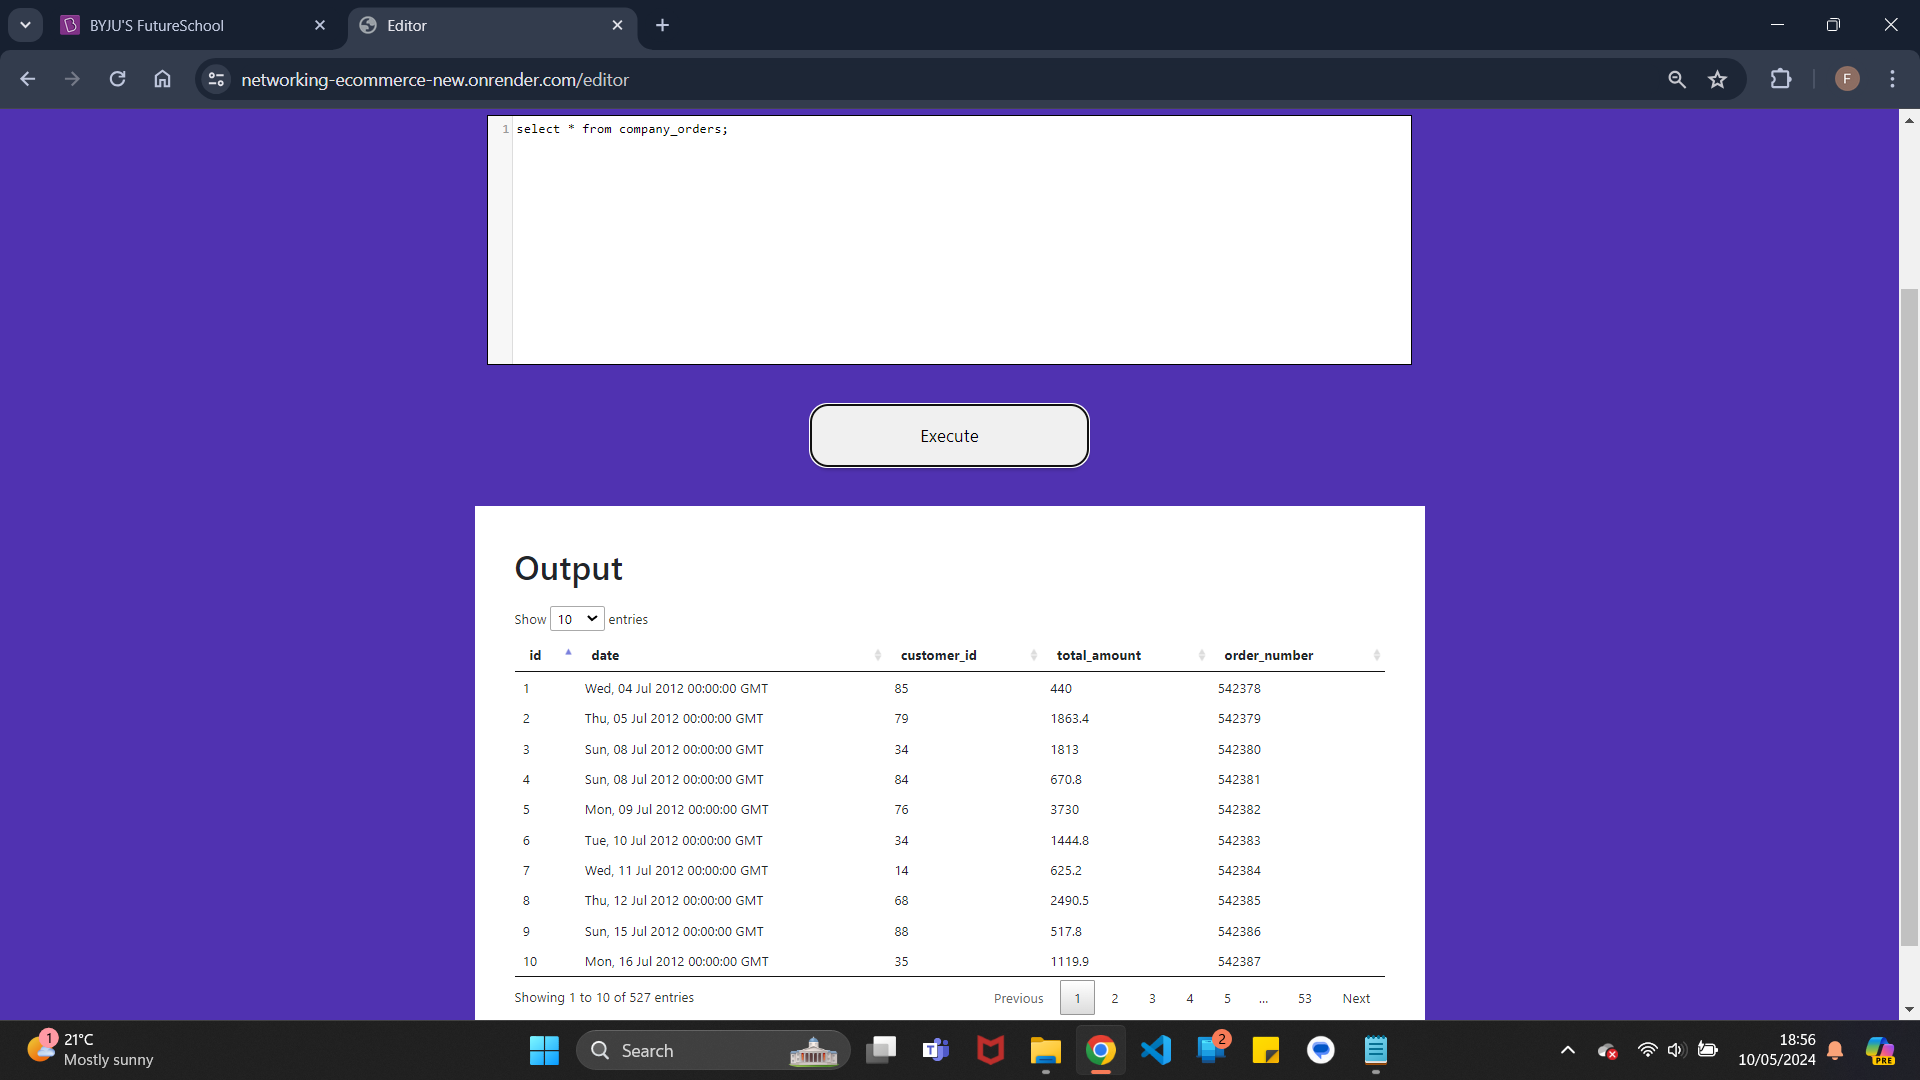 BYJU'S FutureSchool
Editor
networking-ecommerce-new.onrender.com/editor
F
1 select * from company_orders;
Execute
Output
Show 10 entries
id date customer_id total_amount order_number
1 Wed, 04 Jul 2012 00:00:00 GMT 85 440 542378
2 Thu, 05 Jul 2012 00:00:00 GMT 79 1863.4 542379
3 Sun, 08 Jul 2012 00:00:00 GMT 34 1813 542380
4 Sun, 08 Jul 2012 00:00:00 GMT 84 670.8 542381
5 Mon, 09 Jul 2012 00:00:00 GMT 76 3730 542382
6 Tue, 10 Jul 2012 00:00:00 GMT 34 1444.8 542383
7 Wed, 11 Jul 2012 00:00:00 GMT 14 625.2 542384
8 Thu, 12 Jul 2012 00:00:00 GMT 68 2490.5 542385
9 Sun, 15 Jul 2012 00:00:00 GMT 88 517.8 542386
10 Mon, 16 Jul 2012 00:00:00 GMT 35 1119.9 542387
Showing 1 to 10 of 527 entries Previous 1 2 3 4 5 … 53 Next
1 21°C
Mostly sunny
Search
T
2
18:56
10/05/2024
PRE